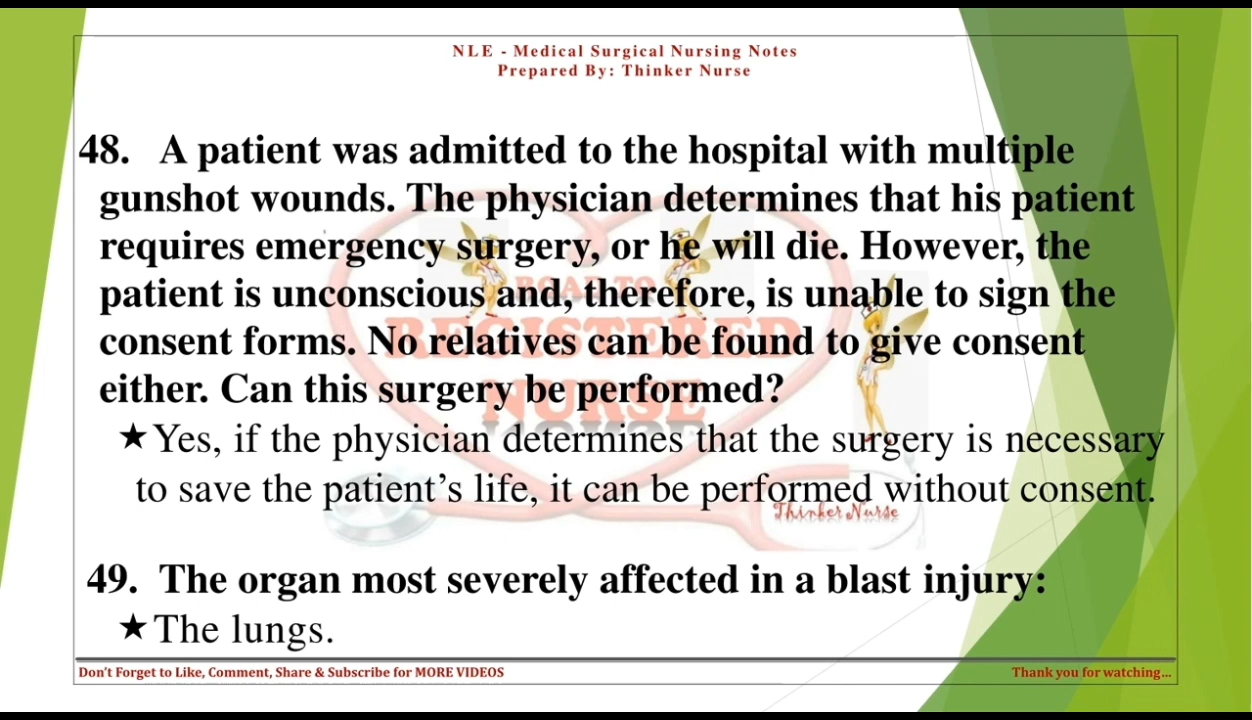 NLE - Medical Surgical Nursing Notes
Prepared By: Thinker Nurse
48. A patient was admitted to the hospital with multiple
gunshot wounds. The physician determines that his patient
requires emergency surgery, or he will die. However, the
patient is unconscious and, therefore, is unable to sign the
consent forms. No relatives can be found to give consent
either. Can this surgery be performed?
★Yes, if the physician determines that the surgery is necessary
to save the patient’s life, it can be performed without consent.
49. The organ most severely affected in a blast injury:
★The lungs.
ROAD TO
REGISTERED
NURSE
Thinker Nurse
Don’t Forget to Like, Comment, Share & Subscribe for MORE VIDEOS
Thank you for watching...